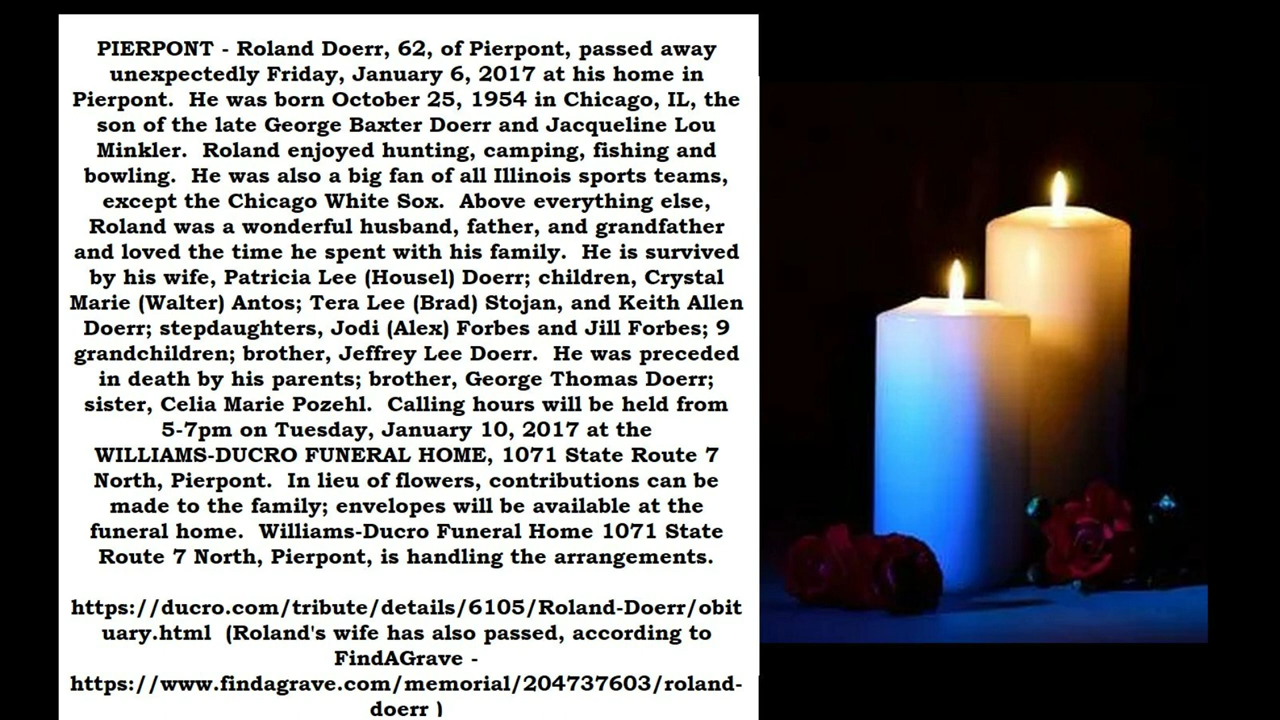 PIERPONT - Roland Doerr, 62, of Pierpont, passed away
unexpectedly Friday, January 6, 2017 at his home in
Pierpont.  He was born October 25, 1954 in Chicago, IL, the
son of the late George Baxter Doerr and Jacqueline Lou
Minkler.  Roland enjoyed hunting, camping, fishing and
bowling.  He was also a big fan of all Illinois sports teams,
except the Chicago White Sox.  Above everything else,
Roland was a wonderful husband, father, and grandfather
and loved the time he spent with his family.  He is survived
by his wife, Patricia Lee (Housel) Doerr; children, Crystal
Marie (Walter) Antos; Tera Lee (Brad) Stojan, and Keith Allen
Doerr; stepdaughters, Jodi (Alex) Forbes and Jill Forbes; 9
grandchildren; brother, Jeffrey Lee Doerr.  He was preceded
in death by his parents; brother, George Thomas Doerr;
sister, Celia Marie Pozehl.  Calling hours will be held from
5-7pm on Tuesday, January 10, 2017 at the
WILLIAMS-DUCRO FUNERAL HOME, 1071 State Route 7
North, Pierpont.  In lieu of flowers, contributions can be
made to the family; envelopes will be available at the
funeral home.  Williams-Ducro Funeral Home 1071 State
Route 7 North, Pierpont, is handling the arrangements.
https://ducro.com/tribute/details/6105/Roland-Doerr/obit
uary.html  (Roland's wife has also passed, according to
FindAGrave -
https://www.findagrave.com/memorial/204737603/roland-
doerr )